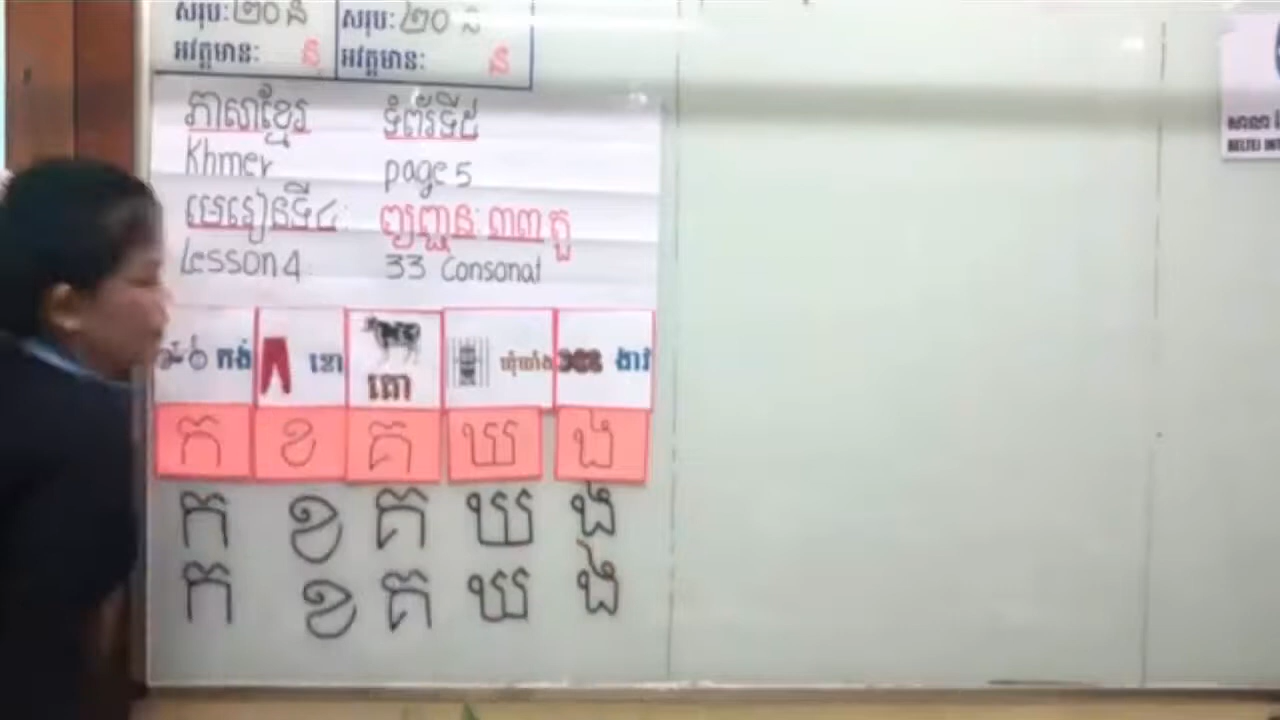 សរុប:២០ន សរុប:២០ ន
អវត្តមាន: ន អវត្តមាន: ន
ភាសាខ្មែរ ទំព័រទី៥
Khmer page 5
មេរៀនទី៤: ព្យញ្ជនៈ ៣៣ តួ
Lesson 4 33 Consonat
កង់ ខោ គោ ឃុំឃាំង ងាវ
ក ខ គ ឃ ង
ក ខ គ ឃ ង
ក ខ គ ឃ ង
សាលា
BELTEI INT